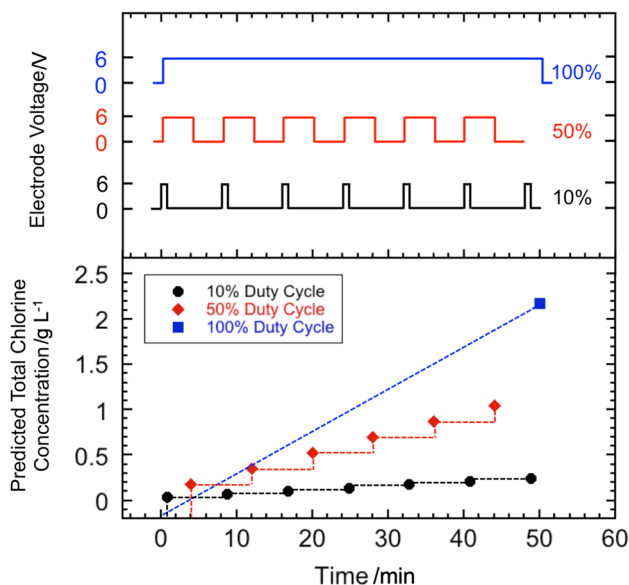 Electrode Voltage/V
6
0
100%
6
0
50%
6
0
10%
Predicted Total Chlorine
Concentration/g L-1
2.5
2
1.5
1
0.5
0
10% Duty Cycle
50% Duty Cycle
100% Duty Cycle
0 10 20 30 40 50 60
Time /min